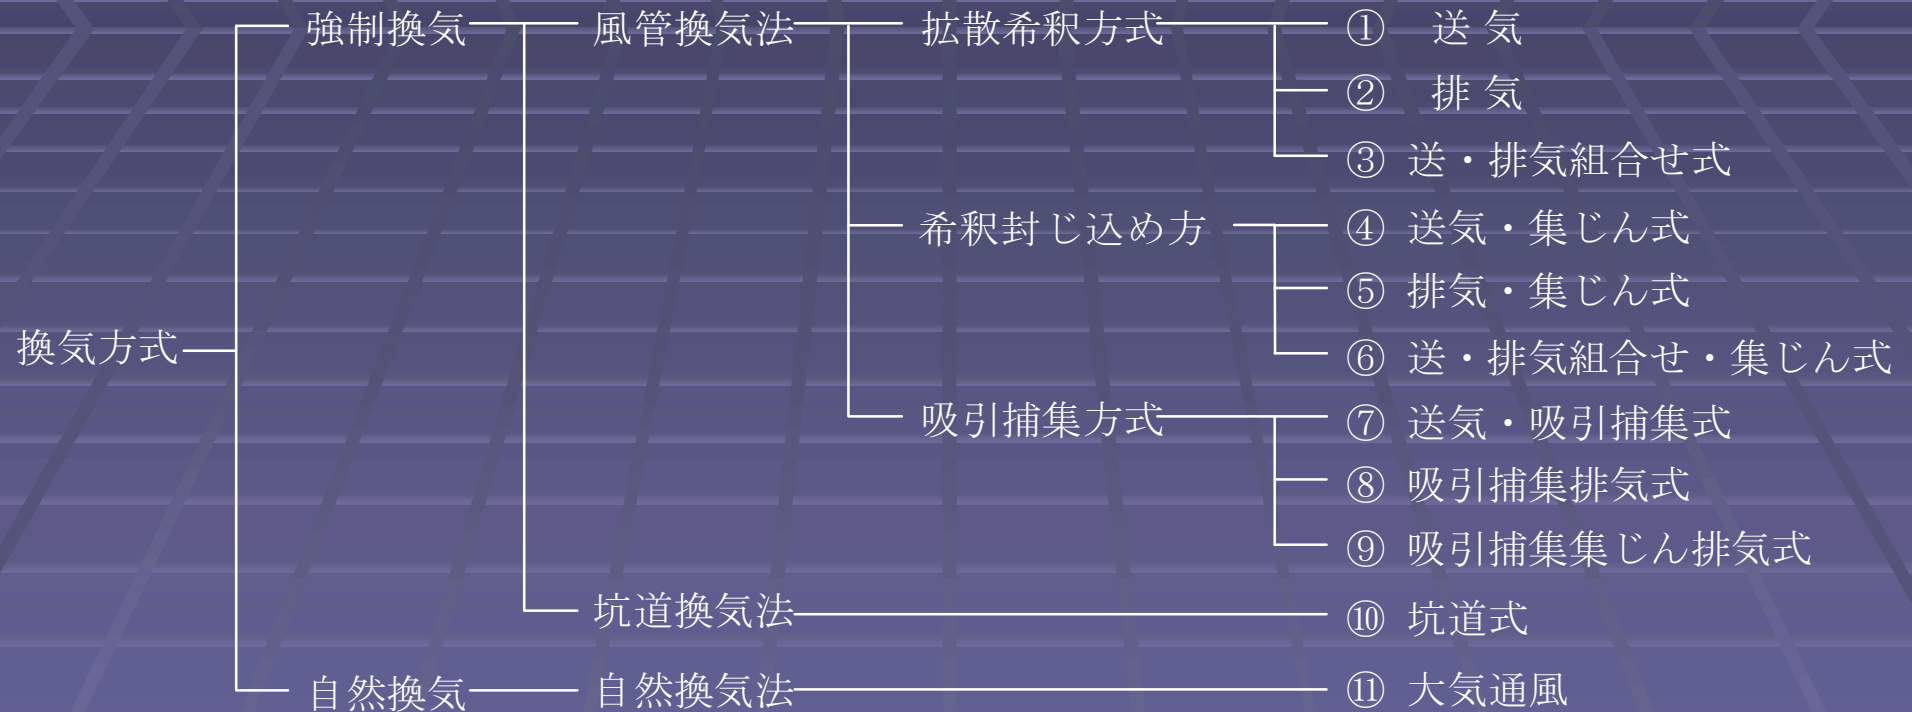 強制換気 風管換気法 拡散希釈方式 ① 送 気
② 排 気
③ 送・排気組合せ式
希釈封じ込め方 ④ 送気・集じん式
⑤ 排気・集じん式
換気方式
⑥ 送・排気組合せ・集じん式
吸引捕集方式 ⑦ 送気・吸引捕集式
⑧ 吸引捕集排気式
⑨ 吸引捕集集じん排気式
坑道換気法 ⑩ 坑道式
自然換気 自然換気法 ⑪ 大気通風